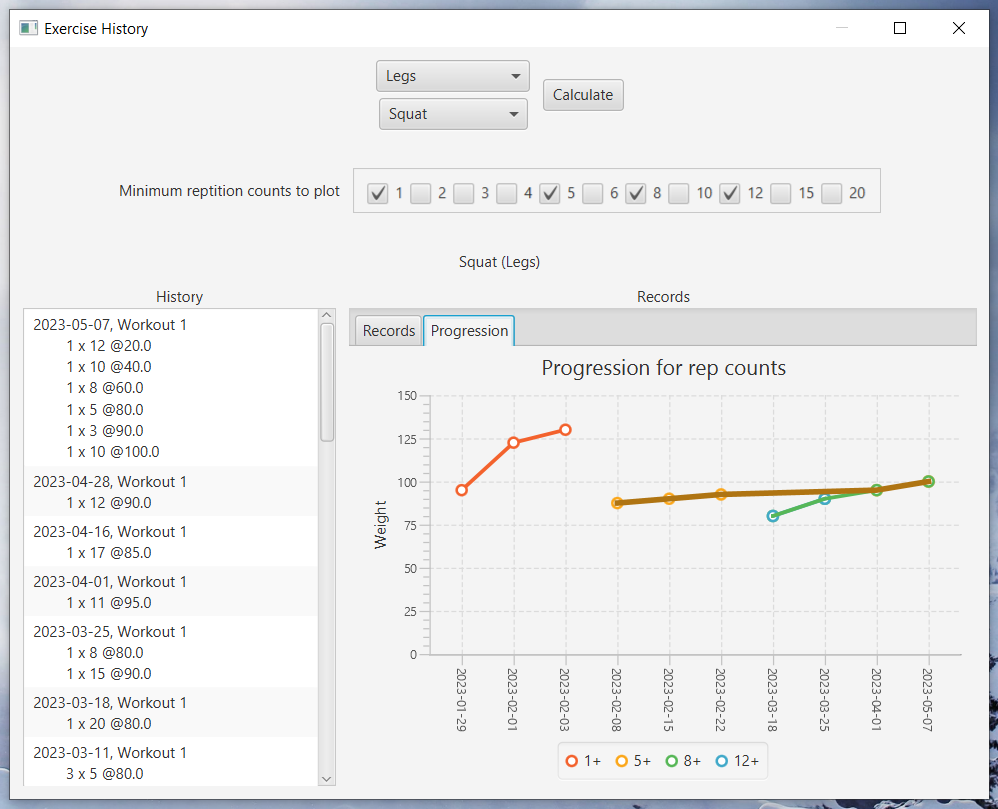 Exercise History
Legs
Squat
Calculate
Minimum reptition counts to plot
1 2 3 4 5 6 8 10 12 15 20
Squat (Legs)
History
2023-05-07, Workout 1
1 x 12 @20.0
1 x 10 @40.0
1 x 8 @60.0
1 x 5 @80.0
1 x 3 @90.0
1 x 10 @100.0
2023-04-28, Workout 1
1 x 12 @90.0
2023-04-16, Workout 1
1 x 17 @85.0
2023-04-01, Workout 1
1 x 11 @95.0
2023-03-25, Workout 1
1 x 8 @80.0
1 x 15 @90.0
2023-03-18, Workout 1
1 x 20 @80.0
2023-03-11, Workout 1
3 x 5 @80.0
Records
Records Progression
Progression for rep counts
Weight
150
125
100
75
50
25
0
2023-01-29
2023-02-01
2023-02-03
2023-02-08
2023-02-15
2023-02-22
2023-03-18
2023-03-25
2023-04-01
2023-05-07
1+ 5+ 8+ 12+